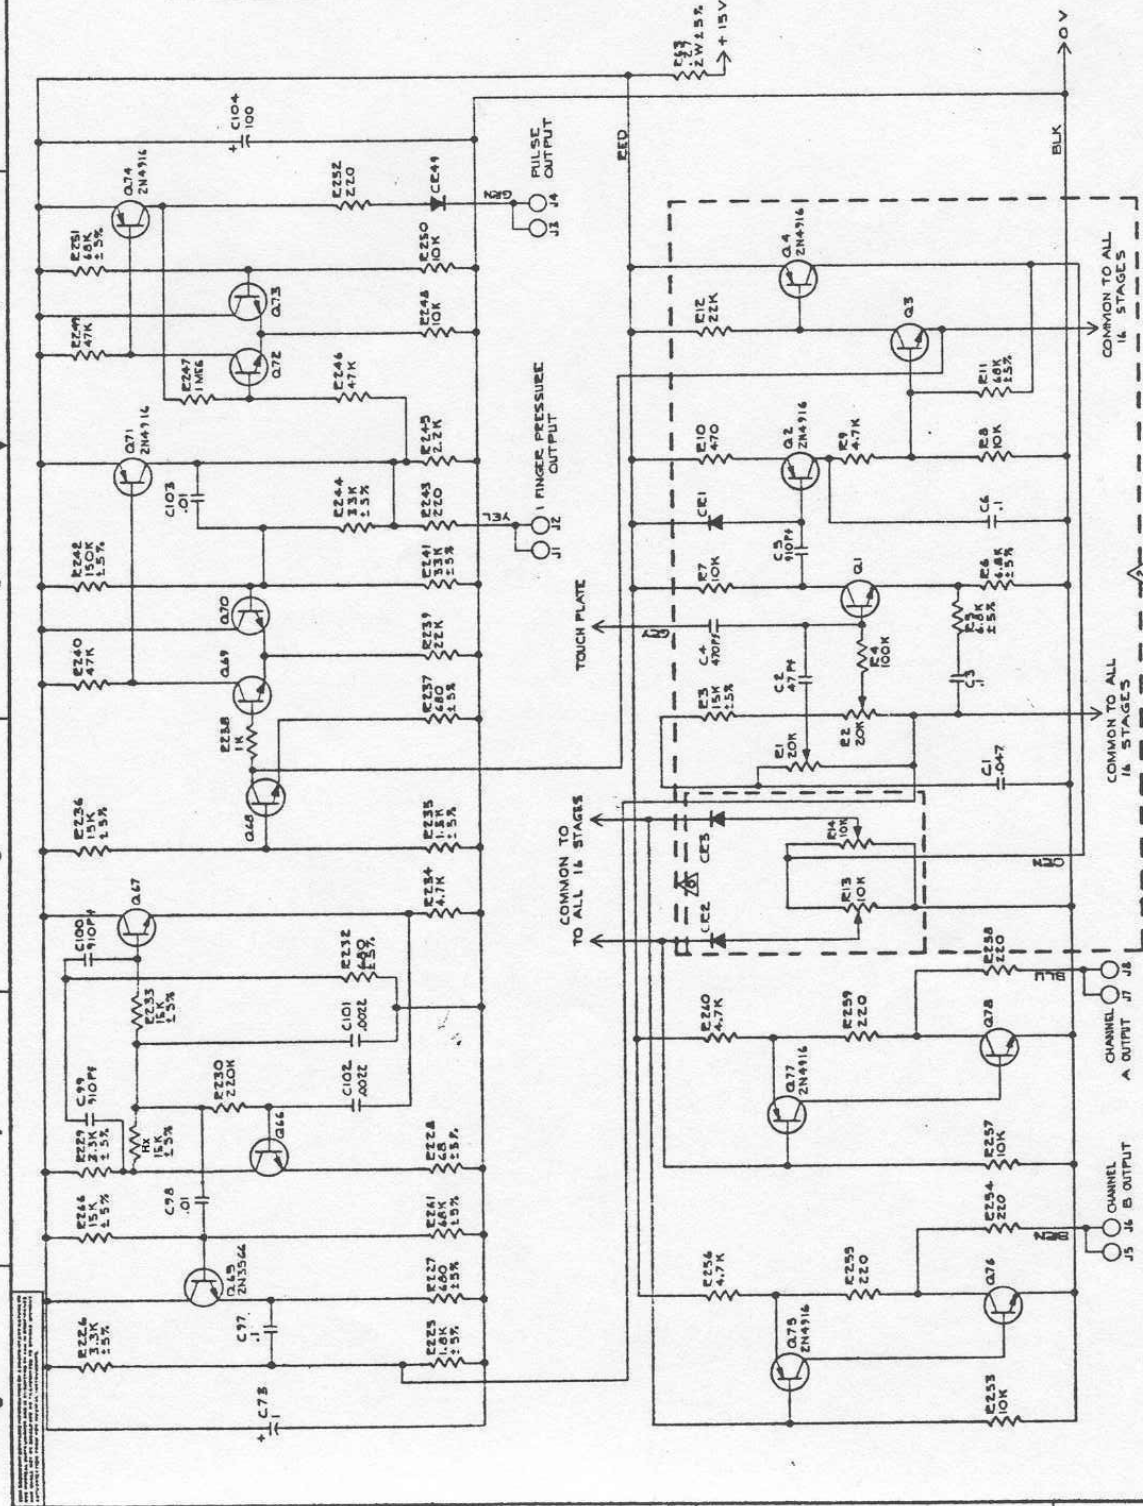 + 15V
R63
2.7
2W ±5%
0V
C104
100
+
Q74
2N4916
R252
220
CR49
GRN
J3
J4
PULSE
OUTPUT
R251
68K
±5%
R250
10K
Q73
R249
47K
R248
10K
Q72
R247
1MEG
R246
47K
Q71
2N4916
C103
.01
R245
2.2K
R244
33K
±5%
R243
220
YEL
J1
J2
FINGER PRESSURE
OUTPUT
R242
150K
±5%
R241
33K
±5%
Q70
R240
47K
R239
22K
Q69
R238
1K
R237
680
±5%
Q68
R236
15K
±5%
R235
1.5K
±5%
R234
4.7K
Q67
C100
910Pf
R233
15K
±5%
R232
680
±5%
C101
.0022
C102
.0022
C99
910Pf
R229
3.3K
±5%
RX
15K
±5%
R230
220K
Q66
R228
68
±5%
C98
.01
R266
15K
±5%
R261
68K
±5%
Q65
2N3566
R227
680
±5%
C97
.1
R226
3.3K
±5%
R225
1.8K
±5%
C73
1
+
RED
BLK
Q4
2N4916
R12
22K
Q3
COMMON TO ALL
16 STAGES
R11
68K
±5%
R10
470
Q2
2N4916
R9
4.7K
R8
10K
CR1
C6
.1
C5
910Pf
R7
10K
Q1
R6
6.8K
±5%
R5
6.8K
±5%
TOUCH PLATE
GRY
C4
470Pf
C2
47Pf
R4
100K
C3
.1
R3
15K
±5%
R2
20K
R1
20K
C1
.047
COMMON TO ALL
16 STAGES
COMMON TO
TO ALL 16 STAGES
CR3
CR2
R14
10K
R13
10K
ORN
R258
220
BLU
J7
J8
CHANNEL
A OUTPUT
R260
4.7K
R259
220
Q78
Q77
2N4916
R257
10K
R254
220
BRN
J5
J6
CHANNEL
B OUTPUT
R256
4.7K
R255
220
Q76
Q75
2N4916
R253
10K